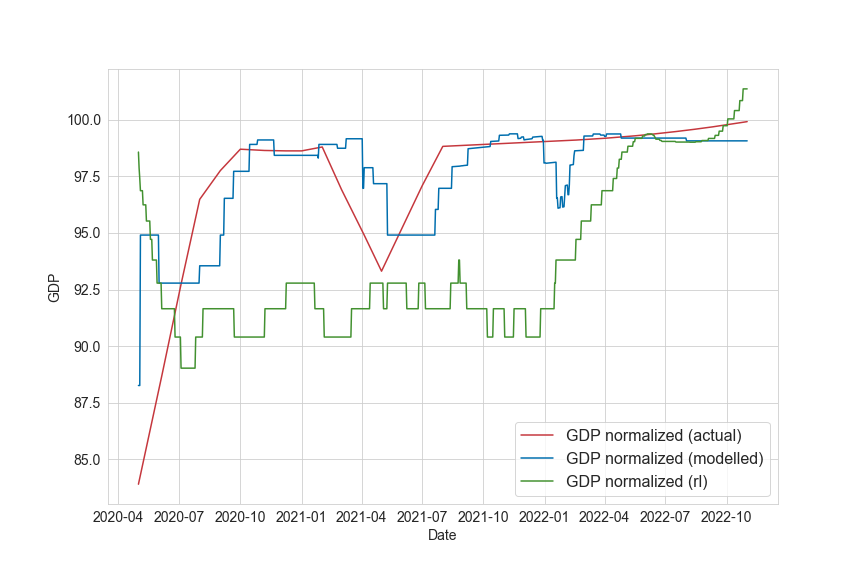 100.0
97.5
95.0
92.5
90.0
87.5
85.0
GDP
GDP normalized (actual)
GDP normalized (modelled)
GDP normalized (rl)
2020-04 2020-07 2020-10 2021-01 2021-04 2021-07 2021-10 2022-01 2022-04 2022-07 2022-10
Date